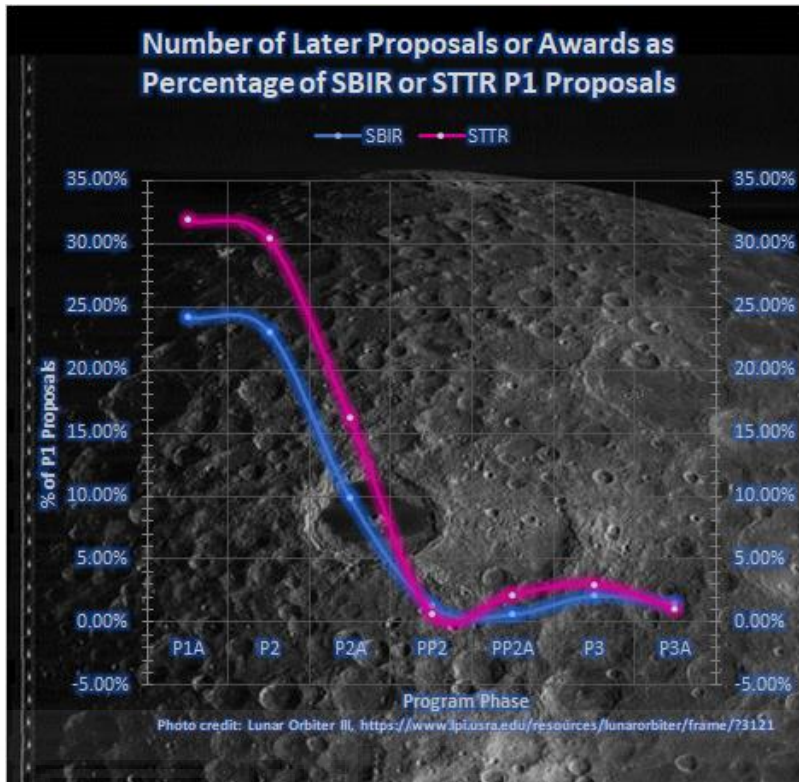 Number of Later Proposals or Awards as
Percentage of SBIR or STTR P1 Proposals
SBIR STTR
35.00% 35.00%
30.00% 30.00%
25.00% 25.00%
20.00% 20.00%
15.00% 15.00%
10.00% 10.00%
5.00% 5.00%
0.00% 0.00%
-5.00% -5.00%
% of P1 Proposals
P1A P2 P2A PP2 PP2A P3 P3A
Program Phase
Photo credit: Lunar Orbiter III, https://www.lpi.usra.edu/resources/lunarorbiter/frame/?3121